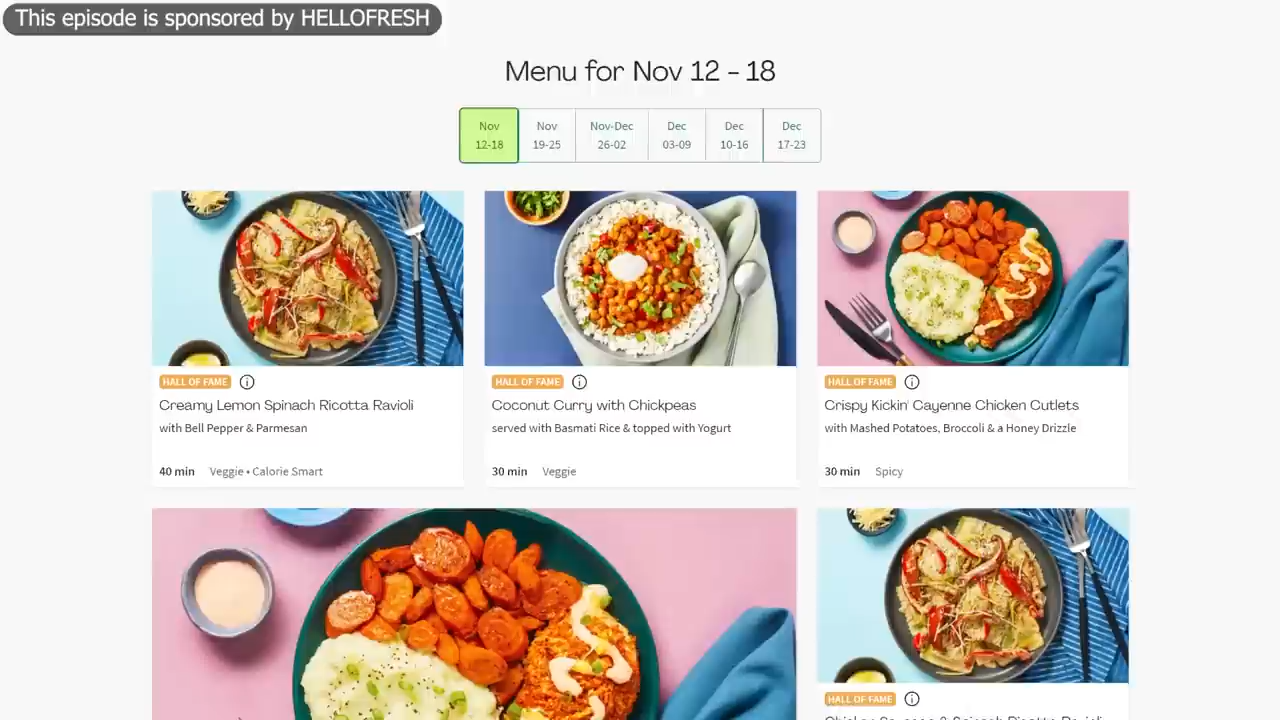 This episode is sponsored by HELLOFRESH
Menu for Nov 12 - 18
Nov
12-18
Nov
19-25
Nov-Dec
26-02
Dec
03-09
Dec
10-16
Dec
17-23
HALL OF FAME
Creamy Lemon Spinach Ricotta Ravioli
with Bell Pepper & Parmesan
40 min Veggie • Calorie Smart
HALL OF FAME
Coconut Curry with Chickpeas
served with Basmati Rice & topped with Yogurt
30 min Veggie
HALL OF FAME
Crispy Kickin' Cayenne Chicken Cutlets
with Mashed Potatoes, Broccoli & a Honey Drizzle
30 min Spicy
HALL OF FAME